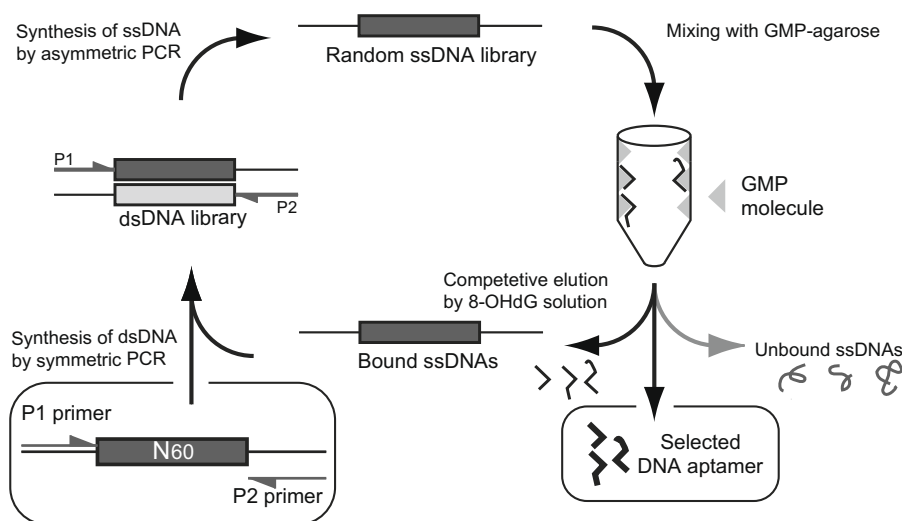 Synthesis of ssDNA
by asymmetric PCR
Random ssDNA library
Mixing with GMP-agarose
P1
P2
dsDNA library
GMP
molecule
Competetive elution
by 8-OHdG solution
Synthesis of dsDNA
by symmetric PCR
Bound ssDNAs
Unbound ssDNAs
P1 primer
N60
P2 primer
Selected
DNA aptamer